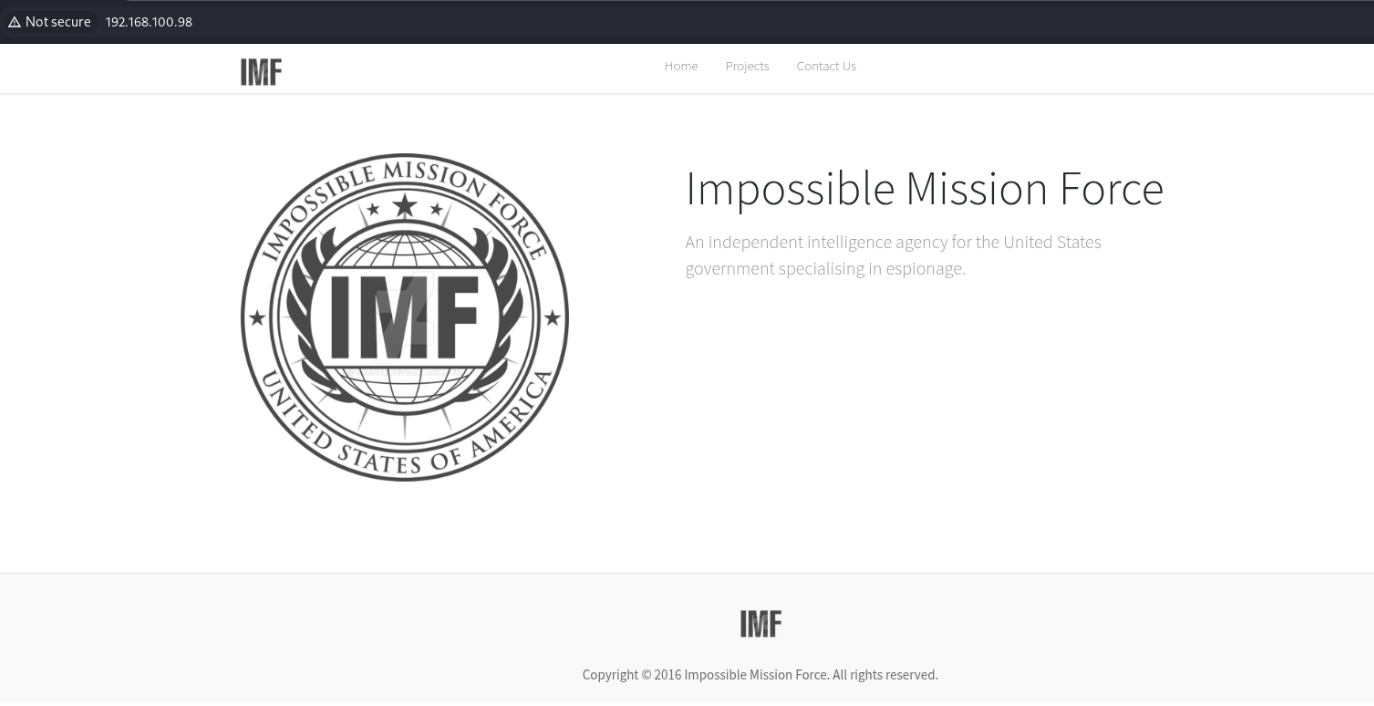 Not secure 192.168.100.98
IMF
Home Projects Contact Us
IMPOSSIBLE MISSION FORCE
IMF
UNITED STATES OF AMERICA
Impossible Mission Force
An independent intelligence agency for the United States
government specialising in espionage.
IMF
Copyright © 2016 Impossible Mission Force. All rights reserved.